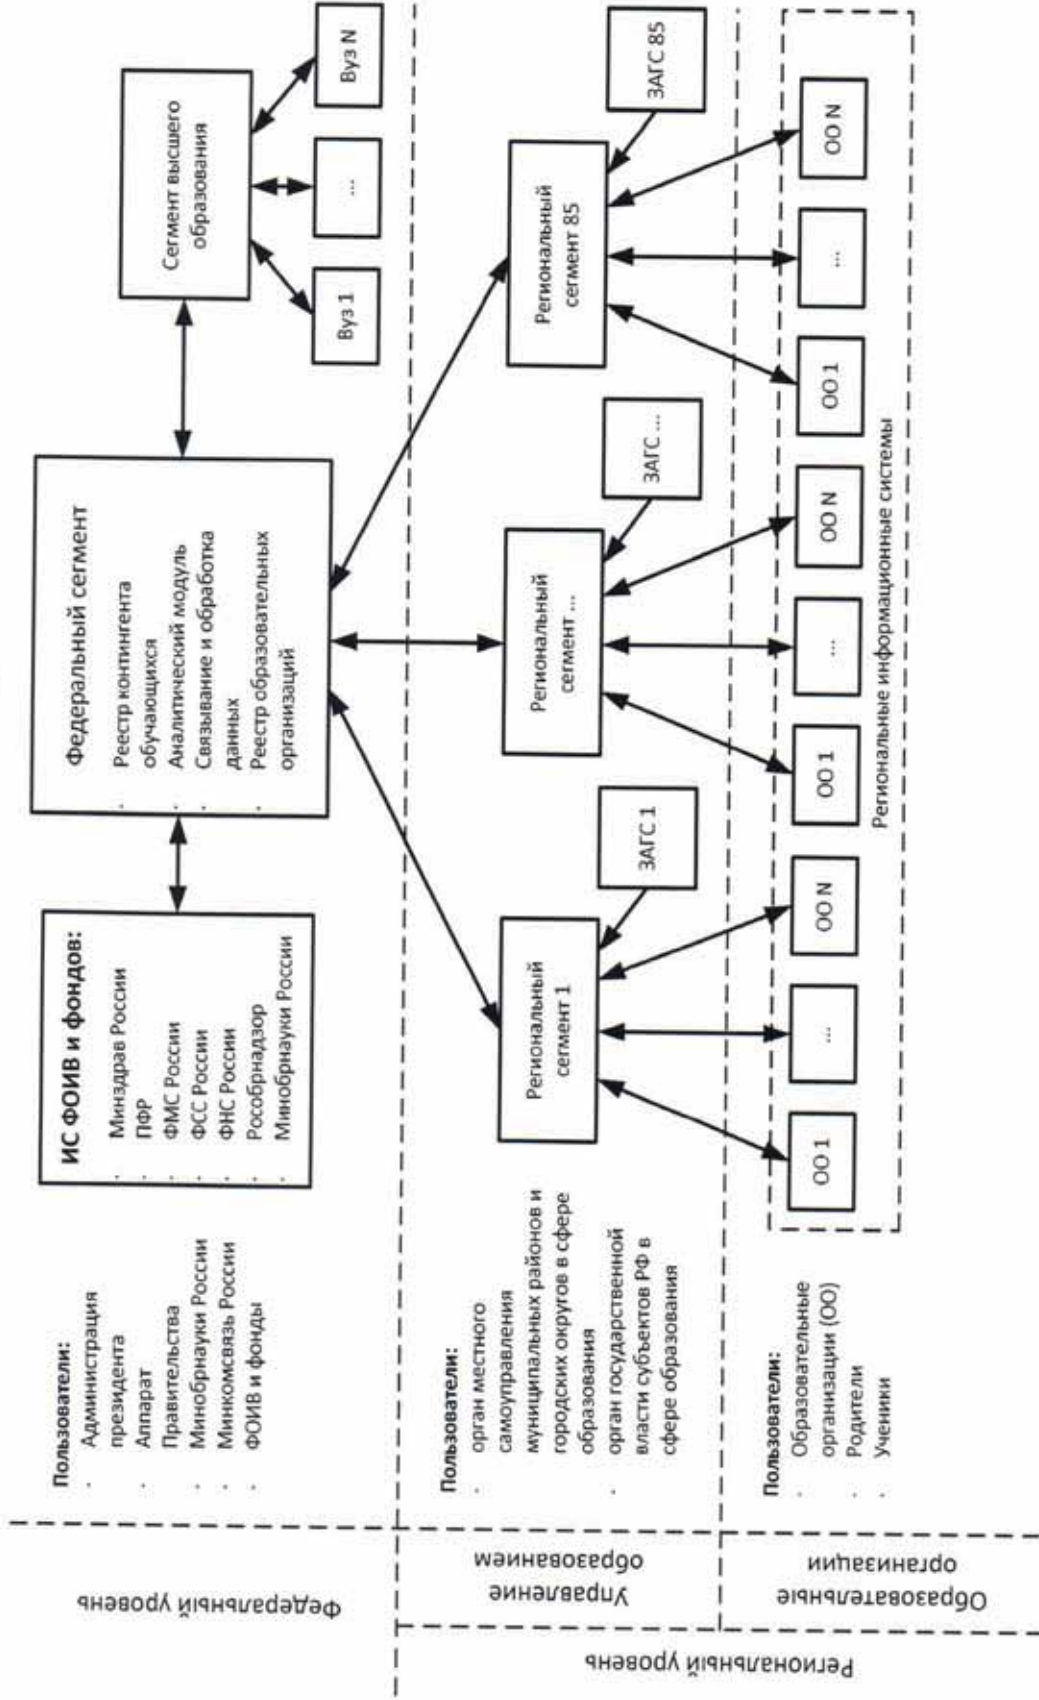 Федеральный уровень
Пользователи:
· Администрация
президента
· Аппарат
Правительства
· Минобрнауки России
· Минкомсвязь России
· ФОИВ и фонды
ИС ФОИВ и фондов:
· Минздрав России
· ПФР
· ФМС России
· ФСС России
· ФНС России
· Рособрнадзор
· Минобрнауки России
Федеральный сегмент
· Реестр контингента
обучающихся
· Аналитический модуль
· Связывание и обработка
данных
· Реестр образовательных
организаций
Сегмент высшего
образования
Вуз 1
...
Вуз N
Региональный уровень
Управление
образованием
Пользователи:
· орган местного
самоуправления
муниципальных районов и
городских округов в сфере
образования
· орган государственной
власти субъектов РФ в
сфере образования
Региональный
сегмент 1
ЗАГС 1
Региональный
сегмент ...
ЗАГС ...
Региональный
сегмент 85
ЗАГС 85
Образовательные
организации
Пользователи:
· Образовательные
организации (ОО)
· Родители
· Ученики
ОО 1
...
ОО N
ОО 1
...
ОО N
ОО 1
...
ОО N
Региональные информационные системы